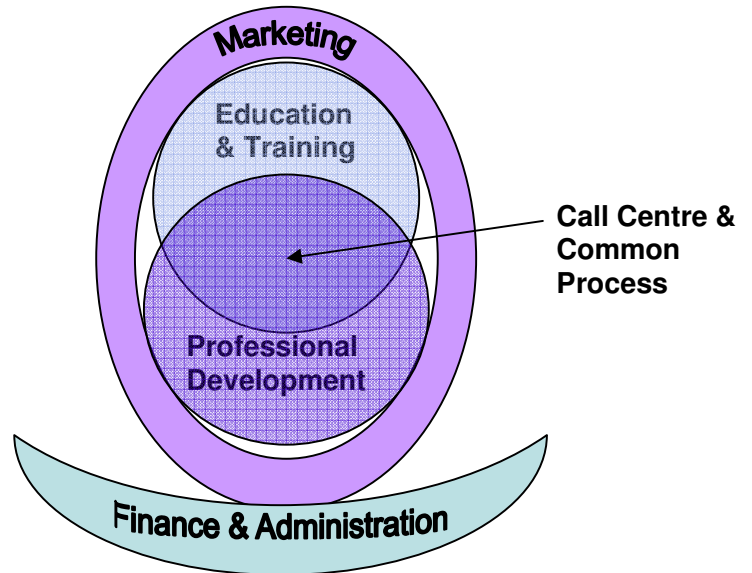 Marketing
Education
& Training
Call Centre &
Common
Process
Professional
Development
Finance & Administration